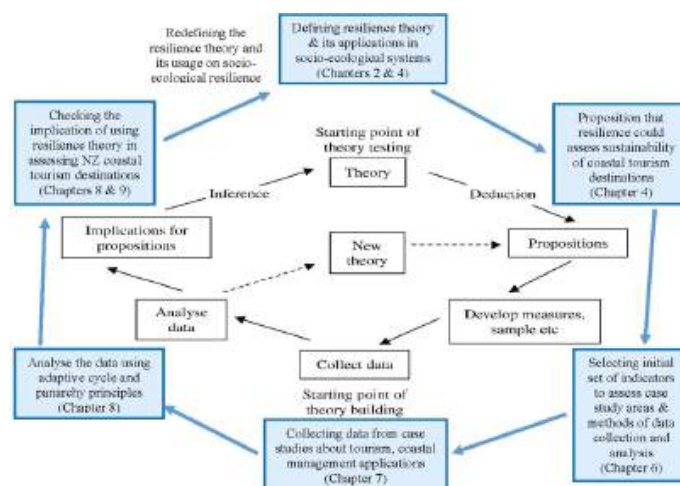 Redefining the
resilience theory and
its usage on socio-
ecological resilience
Defining resilience theory
& its applications in
socio-ecological systems
(Chapters 2 & 4)
Checking the
implication of using
resilience theory in
assessing NZ coastal
tourism destinations
(Chapters 8 & 9)
Proposition that
resilience could
assess sustainability
of coastal tourism
destinations
(Chapter 4)
Starting point of
theory testing
Theory
Inference
Deduction
Implications for
propositions
New
theory
Propositions
Analyse
data
Develop measures,
sample etc
Collect data
Starting point of
theory building
Analyse the data using
adaptive cycle and
panarchy principles
(Chapter 8)
Collecting data from case
studies about tourism, coastal
management applications
(Chapter 7)
Selecting initial
set of indicators
to assess case
study areas &
methods of data
collection and
analysis
(Chapter 6)